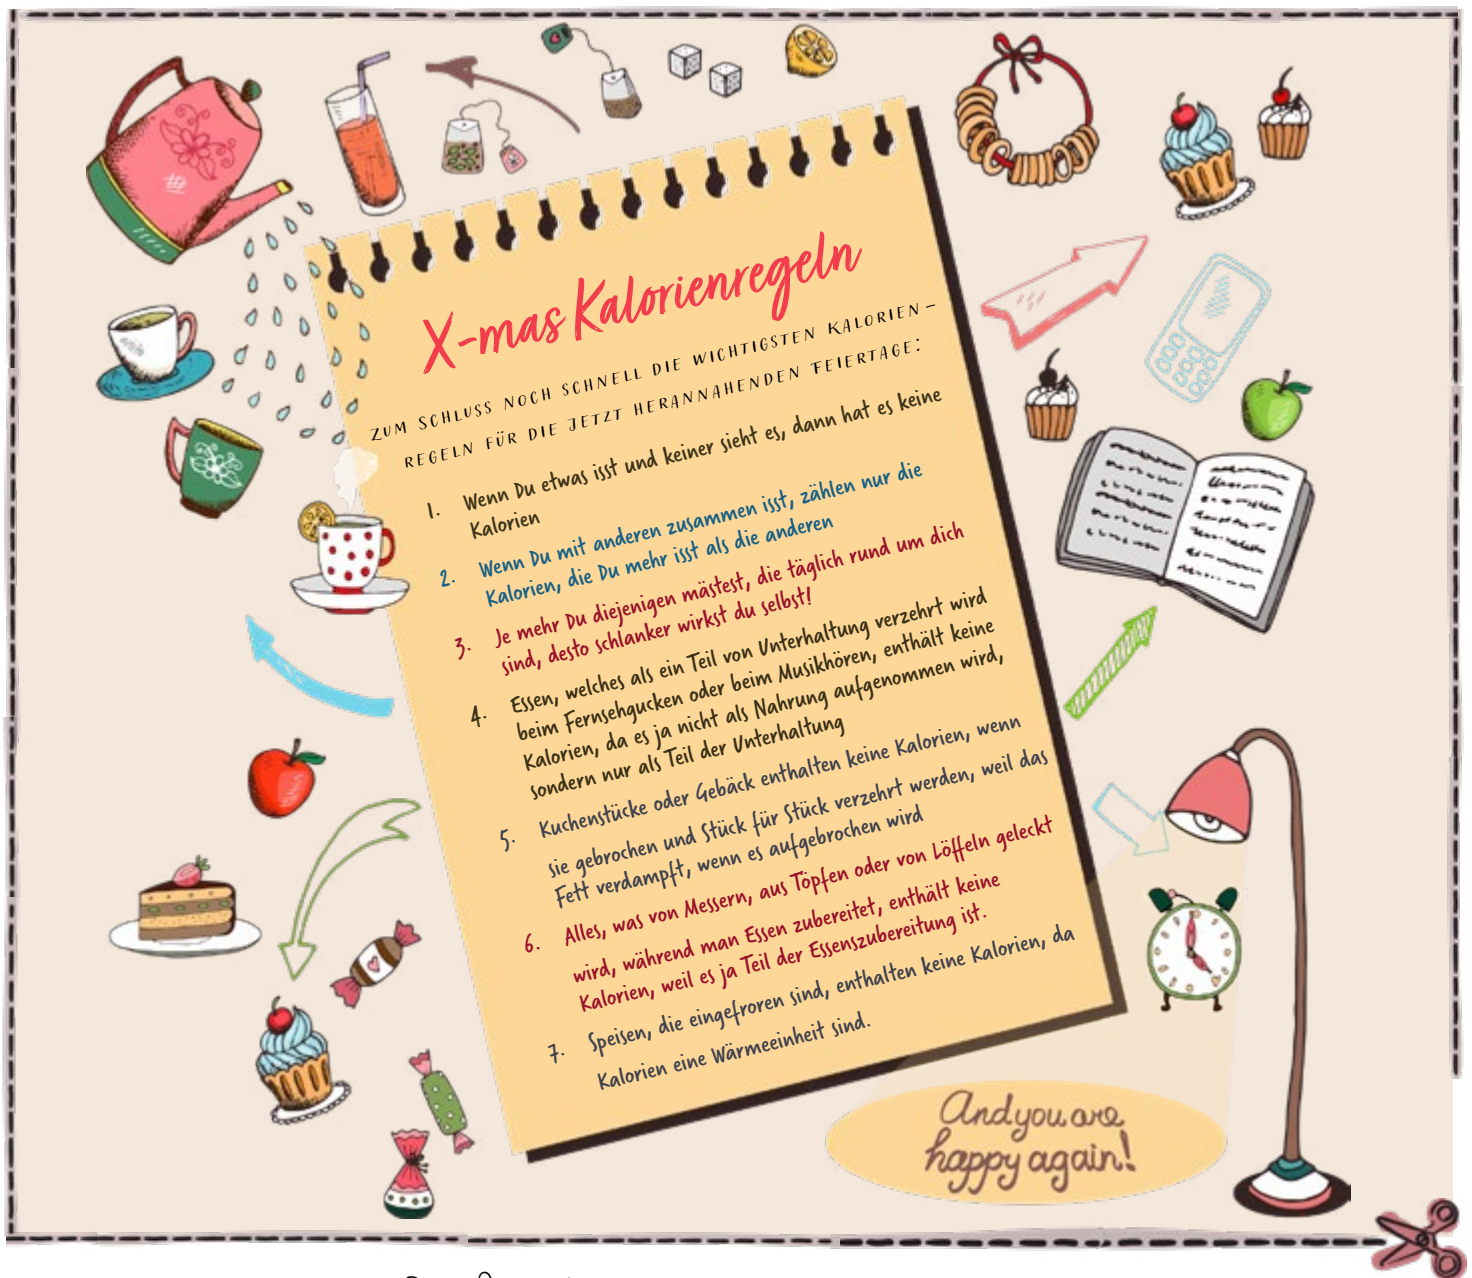 X-mas Kalorienregeln
ZUM SCHLUSS NOCH SCHNELL DIE WICHTIGSTEN KALORIEN-
REGELN FÜR DIE JETZT HERANNAHENDEN FEIERTAGE:
1. Wenn Du etwas isst und keiner sieht es, dann hat es keine
Kalorien
2. Wenn Du mit anderen zusammen isst, zählen nur die
Kalorien, die Du mehr isst als die anderen
3. Je mehr Du diejenigen mästest, die täglich rund um dich
sind, desto schlanker wirkst du selbst!
4. Essen, welches als ein Teil von Unterhaltung verzehrt wird
beim Fernsehgucken oder beim Musikhören, enthält keine
Kalorien, da es ja nicht als Nahrung aufgenommen wird,
sondern nur als Teil der Unterhaltung
5. Kuchenstücke oder Gebäck enthalten keine Kalorien, wenn
sie gebrochen und Stück für Stück verzehrt werden, weil das
Fett verdampft, wenn es aufgebrochen wird
6. Alles, was von Messern, aus Töpfen oder von Löffeln geleckt
wird, während man Essen zubereitet, enthält keine
Kalorien, weil es ja Teil der Essenszubereitung ist.
7. Speisen, die eingefroren sind, enthalten keine Kalorien, da
Kalorien eine Wärmeeinheit sind.
And you are
happy again!